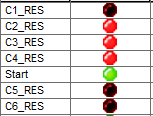 C1_RES
C2_RES
C3_RES
C4_RES
Start
C5_RES
C6_RES